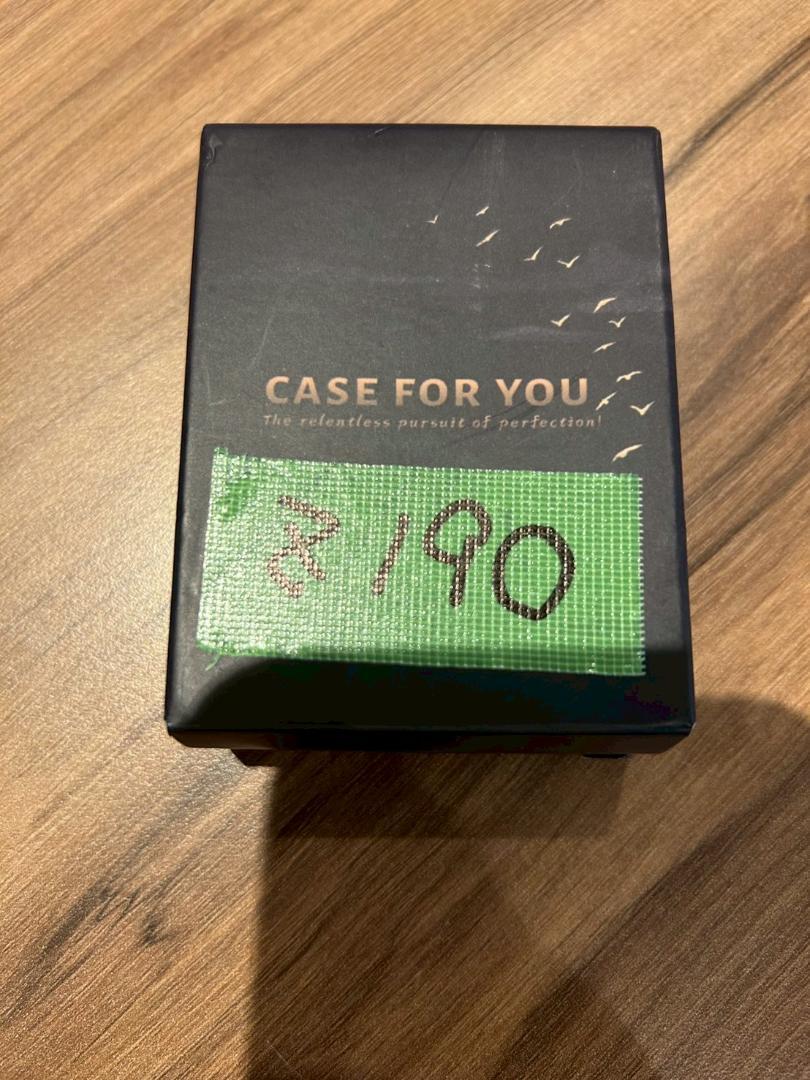 CASE FOR YOU
The relentless pursuit of perfection!
190